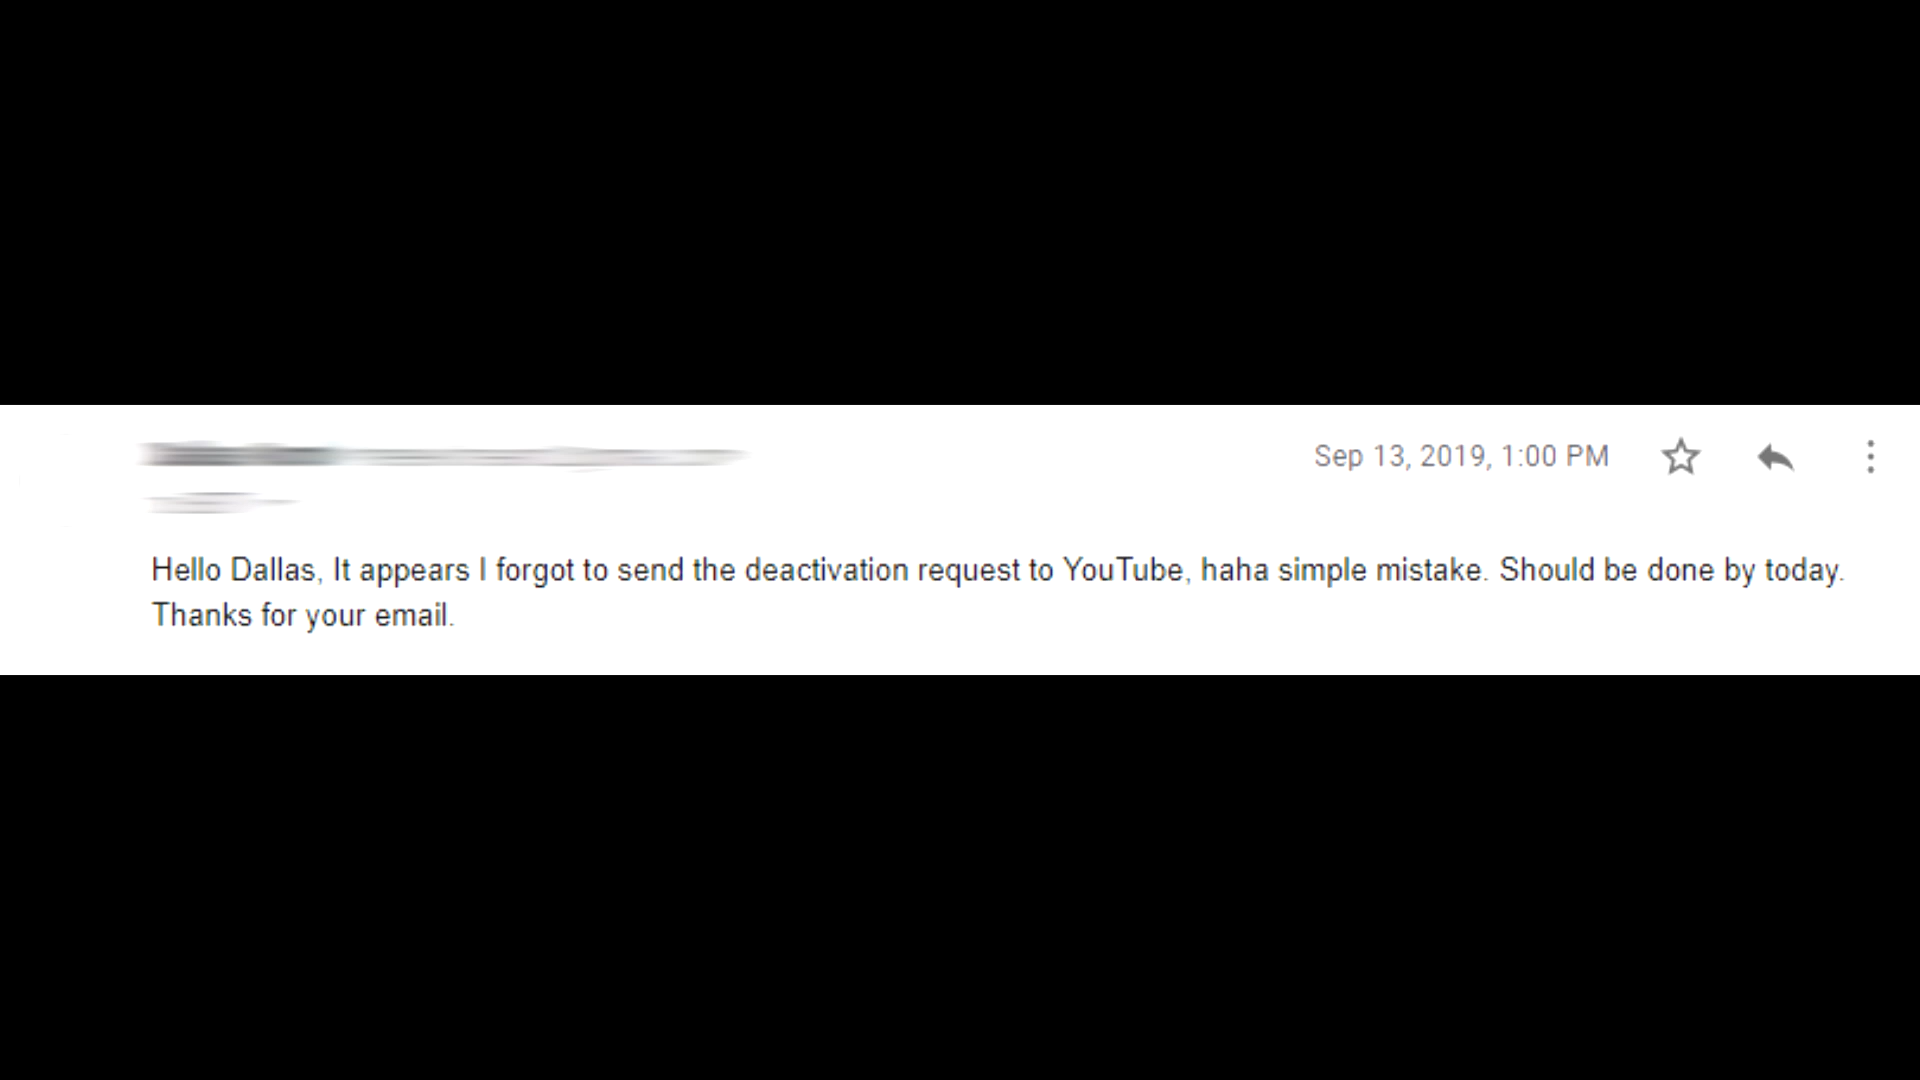 Sep 13, 2019, 1:00 PM
Hello Dallas, It appears I forgot to send the deactivation request to YouTube, haha simple mistake. Should be done by today.
Thanks for your email.